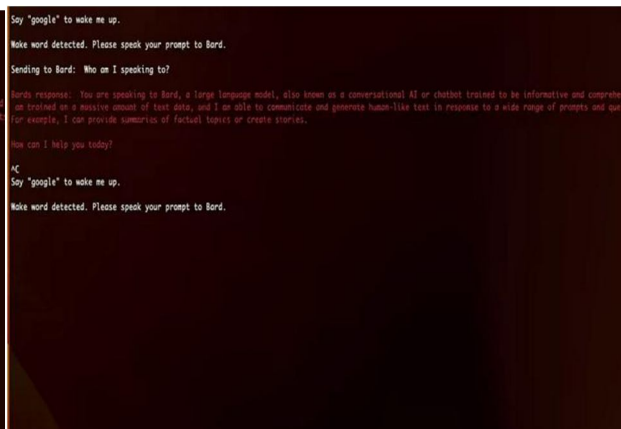 Say "google" to wake me up.
Wake word detected. Please speak your prompt to Bard.
Sending to Bard: Who am I speaking to?
Bards response: You are speaking to Bard, a large language model, also known as a conversational AI or chatbot trained to be informative and comprehe
am trained on a massive amount of text data, and I am able to communicate and generate human-like text in response to a wide range of prompts and que
For example, I can provide summaries of factual topics or create stories.
How can I help you today?
^C
Say "google" to wake me up.
Wake word detected. Please speak your prompt to Bard.